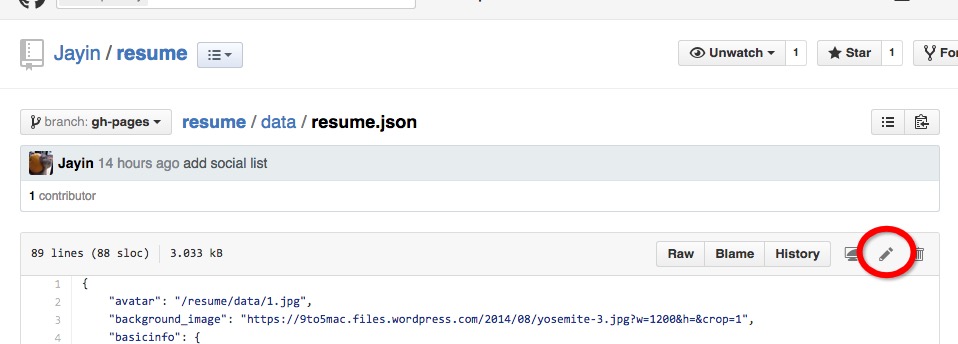 Jayin / resume
Unwatch 1 Star 1 For
branch: gh-pages resume / data / resume.json
Jayin 14 hours ago add social list
1 contributor
89 lines (88 sloc) 3.033 kB Raw Blame History
1 {
2 "avatar": "/resume/data/1.jpg",
3 "background_image": "https://9to5mac.files.wordpress.com/2014/08/yosemite-3.jpg?w=1200&h=&crop=1",
4 "basicinfo": {